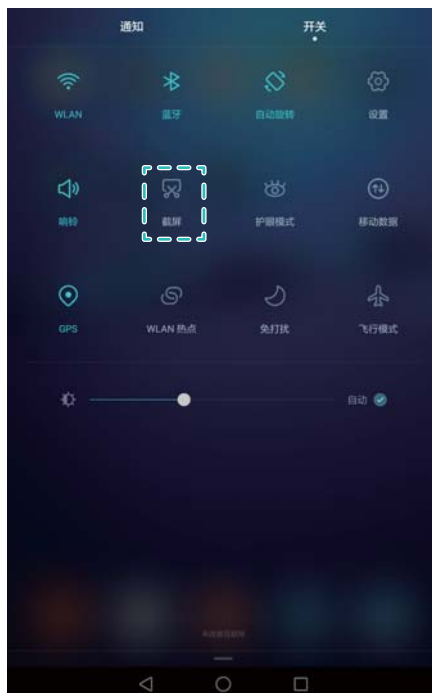 通知 开关
WLAN 蓝牙 自动旋转 设置
响铃 截屏 护眼模式 移动数据
GPS WLAN 热点 免打扰 飞行模式
自动